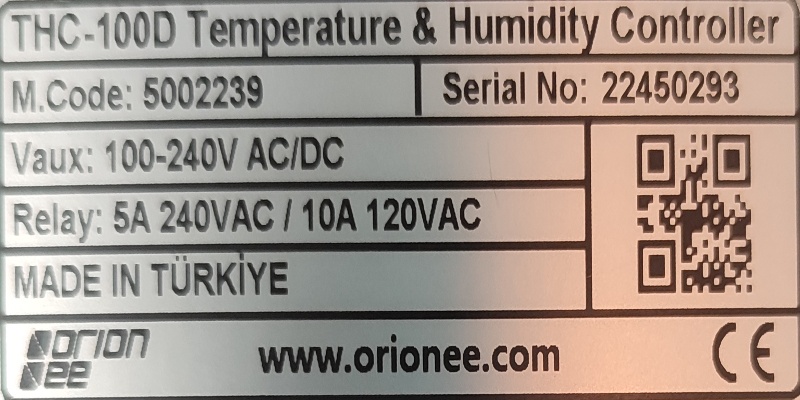 THC-100D Temperature & Humidity Controller
M.Code: 5002239
Serial No: 22450293
Vaux: 100-240V AC/DC
Relay: 5A 240VAC / 10A 120VAC
MADE IN TÜRKİYE
orion
ee
www.orionee.com
CE